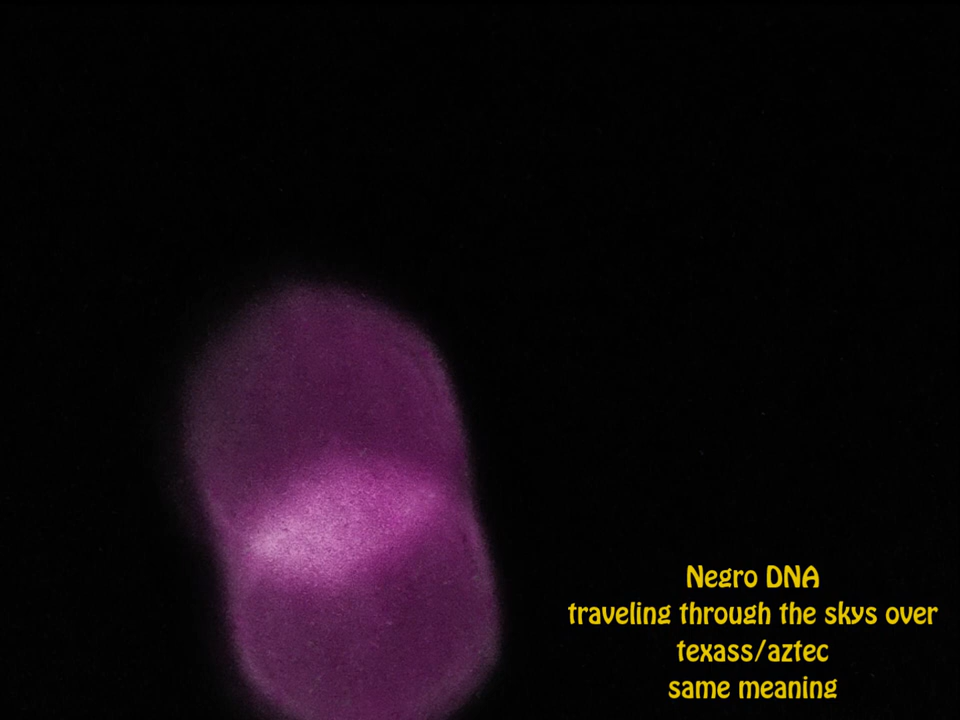 Negro DNA
traveling through the skys over
texass/aztec
same meaning